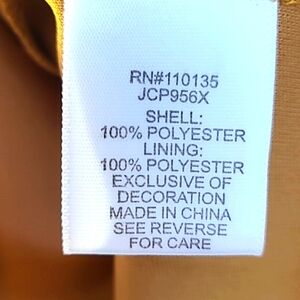 RN#110135
JCP956X
SHELL:
100% POLYESTER
LINING:
100% POLYESTER
EXCLUSIVE OF
DECORATION
MADE IN CHINA
SEE REVERSE
FOR CARE